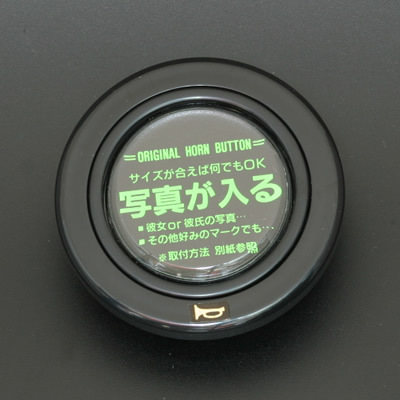 =ORIGINAL HORN BUTTON=
サイズが合えば何でもOK
写真が入る
■ 彼女or彼氏の写真…
■ その他好みのマークでも…
※取付方法 別紙参照